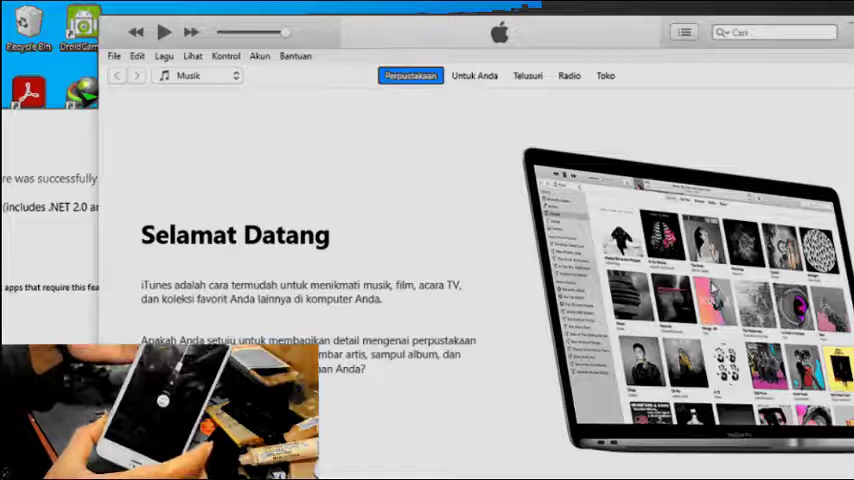 Recycle Bin
DroidGam
Cari
File Edit Lagu Lihat Kontrol Akun Bantuan
Musik
Perpustakaan Untuk Anda Telusuri Radio Toko
re was successfully
(includes .NET 2.0 ar
t apps that require this fea
Selamat Datang
iTunes adalah cara termudah untuk menikmati musik, film, acara TV,
dan koleksi favorit Anda lainnya di komputer Anda.
Apakah Anda setuju untuk membagikan detail mengenai perpustakaan
mbar artis, sampul album, dan
an Anda?